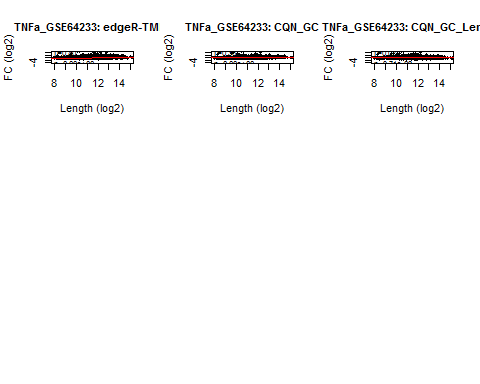 TNFa_GSE64233: edgeR-TM
TNFa_GSE64233: CQN_GC
TNFa_GSE64233: CQN_GC_Len
FC (log2)
-4
8 10 12 14
Length (log2)
FC (log2)
-4
8 10 12 14
Length (log2)
FC (log2)
-4
8 10 12 14
Length (log2)